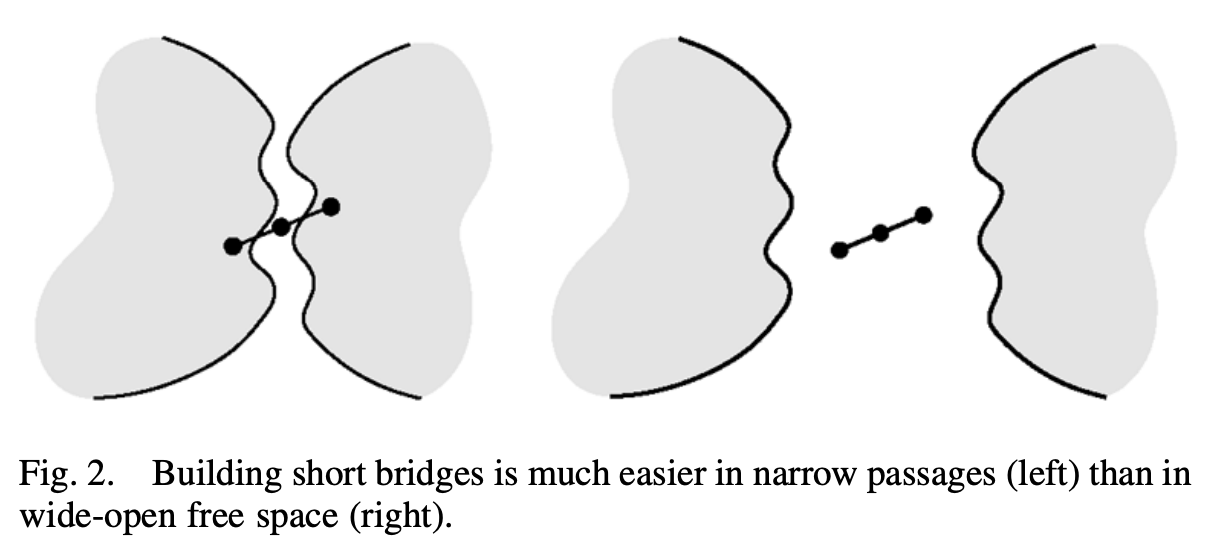 Fig. 2. Building short bridges is much easier in narrow passages (left) than in
wide-open free space (right).